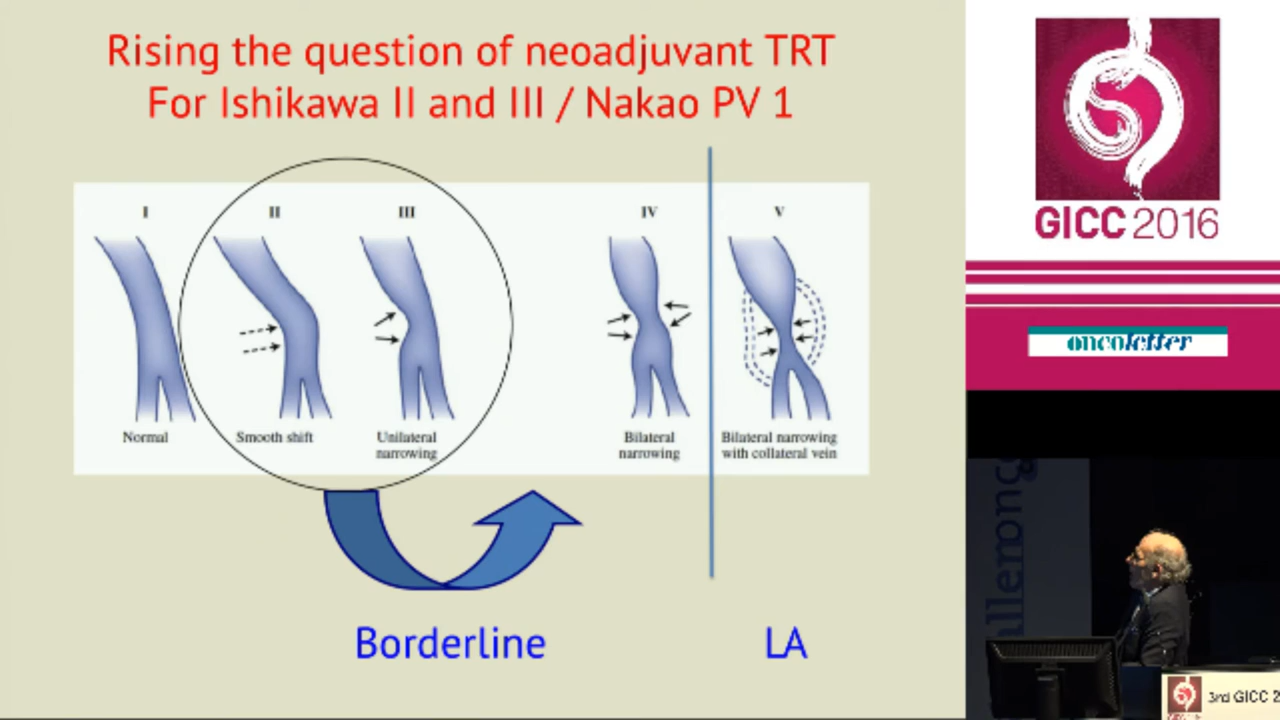 Rising the question of neoadjuvant TRT
For Ishikawa II and III / Nakao PV 1
I
II
III
IV
V
Normal
Smooth shift
Unilateral
narrowing
Bilateral
narrowing
Bilateral narrowing
with collateral vein
Borderline
LA
GICC 2016
oncoletter
3rd GICC 2